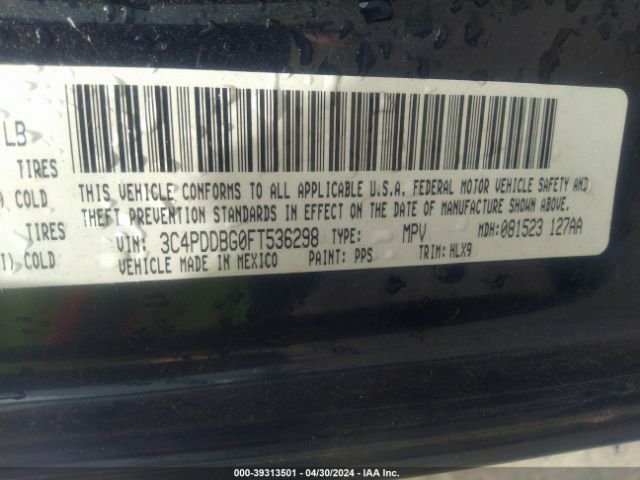 LB
TIRES
) COLD
TIRES
I) COLD
THIS VEHICLE CONFORMS TO ALL APPLICABLE U.S.A. FEDERAL MOTOR VEHICLE SAFETY AND
THEFT PREVENTION STANDARDS IN EFFECT ON THE DATE OF MANUFACTURE SHOWN ABOVE.
VIN: 3C4PDDBG0FT536298 TYPE: MPV MDH: 081523 127AA
VEHICLE MADE IN MEXICO PAINT: PPS TRIM: HLX9
000-39313501 - 04/30/2024 - IAA Inc.